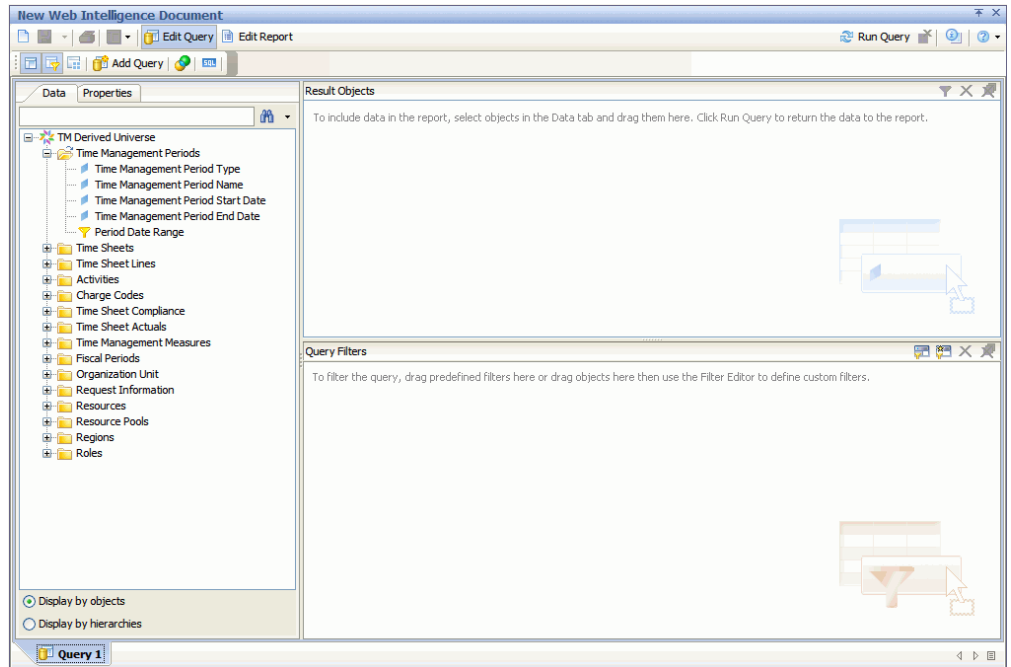 New Web Intelligence Document
Edit Query
Edit Report
Run Query
Add Query
SQL
Data
Properties
TM Derived Universe
Time Management Periods
Time Management Period Type
Time Management Period Name
Time Management Period Start Date
Time Management Period End Date
Period Date Range
Time Sheets
Time Sheet Lines
Activities
Charge Codes
Time Sheet Compliance
Time Sheet Actuals
Time Management Measures
Fiscal Periods
Organization Unit
Request Information
Resources
Resource Pools
Regions
Roles
Display by objects
Display by hierarchies
Result Objects
To include data in the report, select objects in the Data tab and drag them here. Click Run Query to return the data to the report.
Query Filters
To filter the query, drag predefined filters here or drag objects here then use the Filter Editor to define custom filters.
Query 1